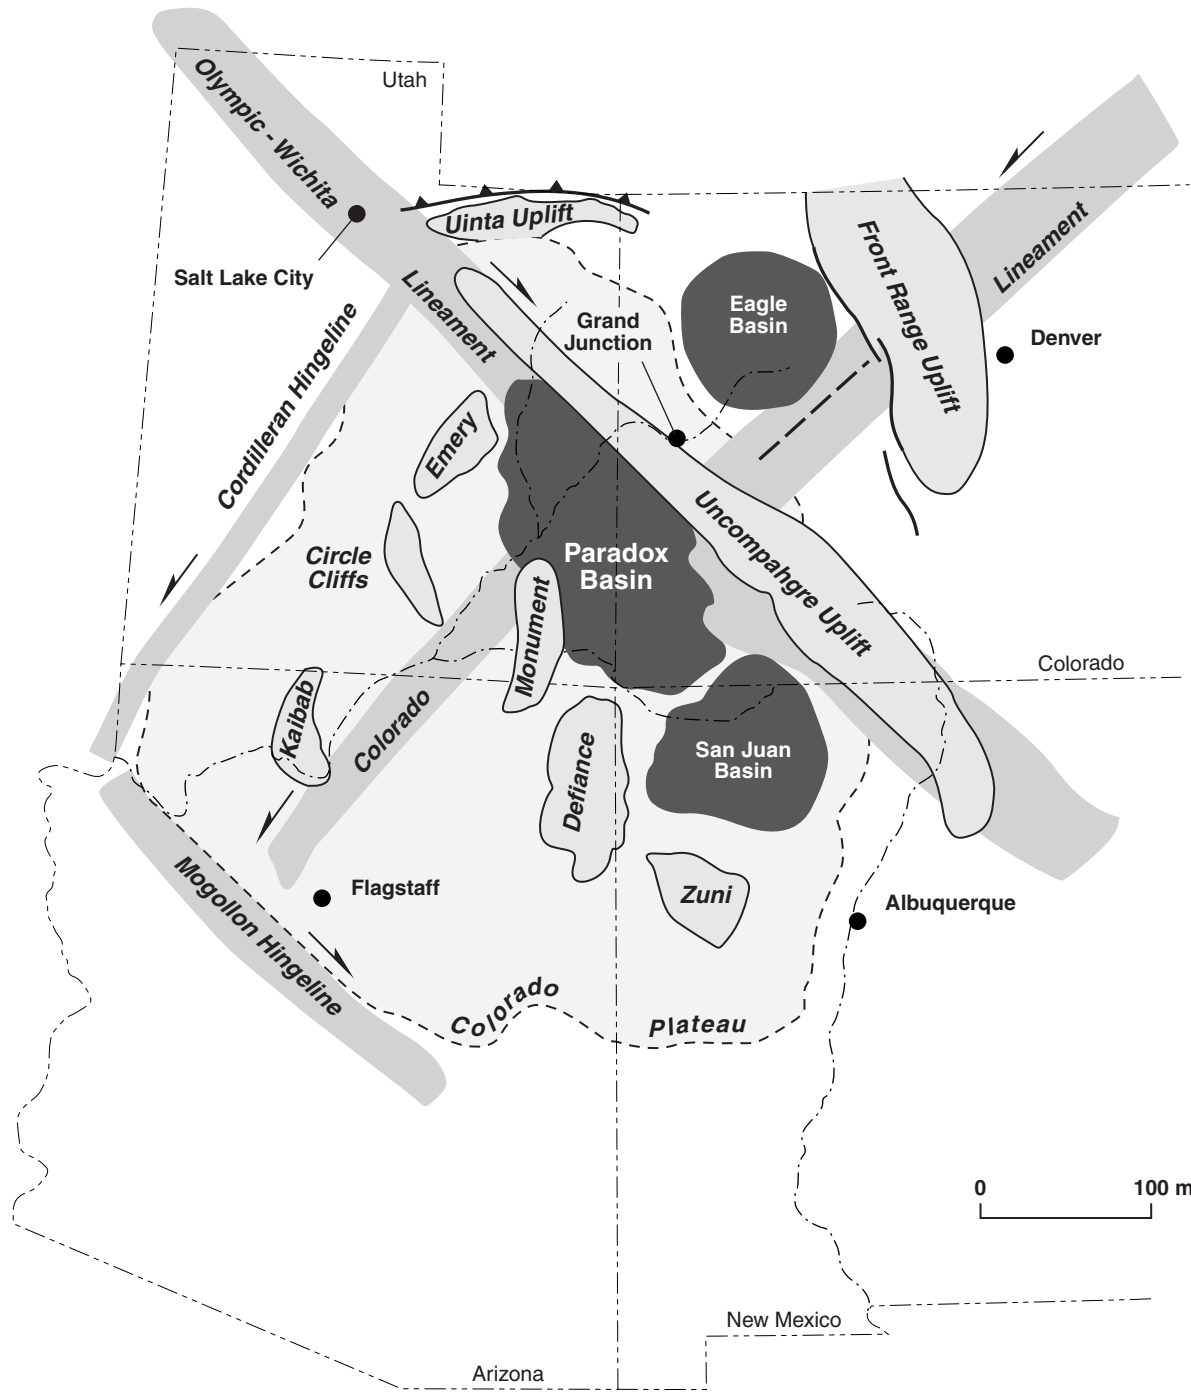 Utah
Olympic - Wichita
Lineament
Uinta Uplift
Salt Lake City
Lineament
Front Range Uplift
Eagle
Basin
Grand
Junction
Denver
Cordilleran Hingeline
Emery
Circle
Cliffs
Paradox
Basin
Uncompahgre Uplift
Monument
Colorado
Kaibab
Colorado
Defiance
San Juan
Basin
Mogollon Hingeline
Flagstaff
Zuni
Albuquerque
Colorado Plateau
0 100 m
New Mexico
Arizona